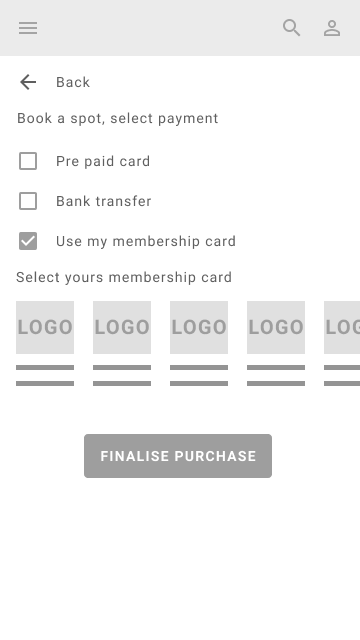 Back
Book a spot, select payment
Pre paid card
Bank transfer
Use my membership card
Select yours membership card
LOGO LOGO LOGO LOGO LOG
FINALISE PURCHASE